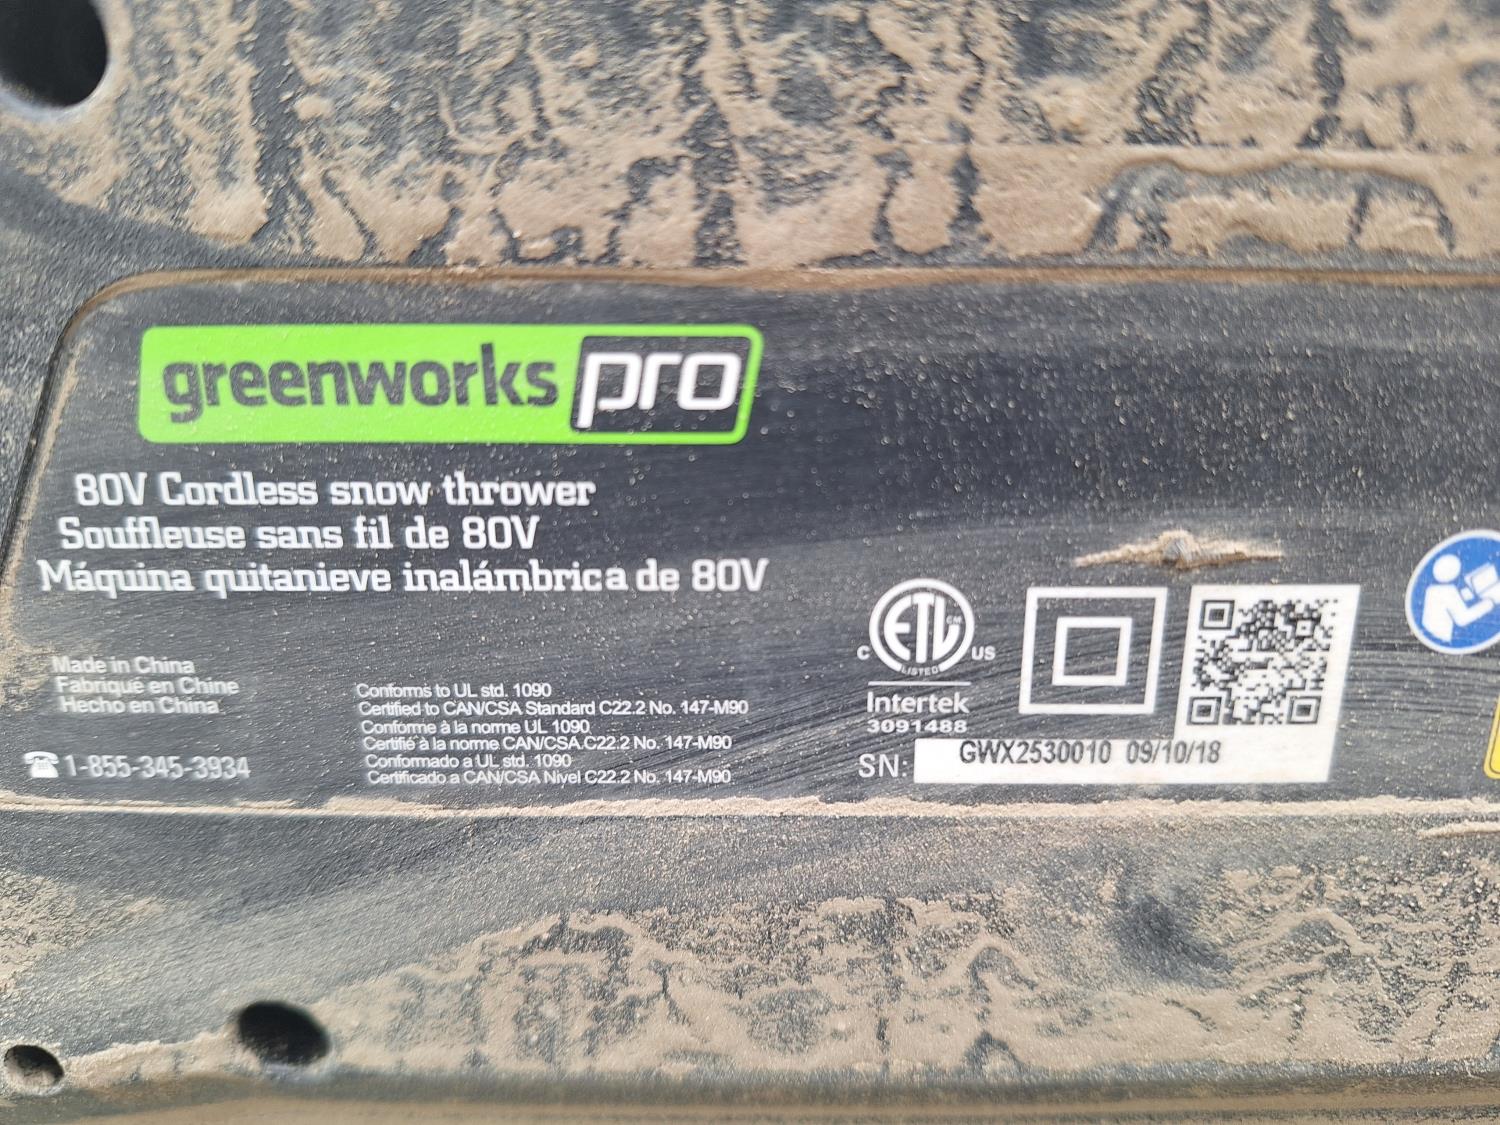 greenworks pro
80V Cordless snow thrower
Souffleuse sans fil de 80V
Máquina quitanieve inalámbrica de 80V
Made in China
Fabriqué en Chine
Hecho en China
1-855-345-3934
Conforms to UL std. 1090
Certified to CAN/CSA Standard C22.2 No. 147-M90
Conforme à la norme UL 1090
Certifié à la norme CAN/CSA C22.2 No. 147-M90
Conformado a UL std. 1090
Certificado a CAN/CSA Nivel C22.2 No. 147-M90
ETL CM
C US
LISTED
Intertek
3091488
SN: GWX2530010 09/10/18